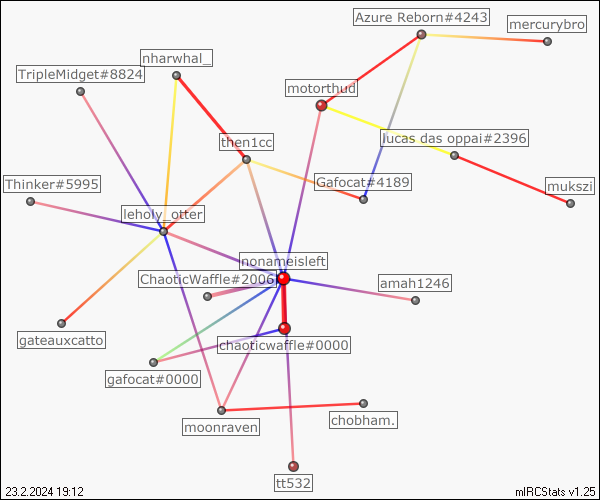 Azure Reborn#4243
mercurybro
nharwhal_
TripleMidget#8824
motorthud
then1cc
lucas das oppai#2396
Thinker#5995
Gafocat#4189
mukszi
leholy_otter
nonameisleft
ChaoticWaffle#2006
amah1246
gateauxcatto
chaoticwaffle#0000
gafocat#0000
moonraven
chobham.
tt532
23.2.2024 19:12
mIRCStats v1.25